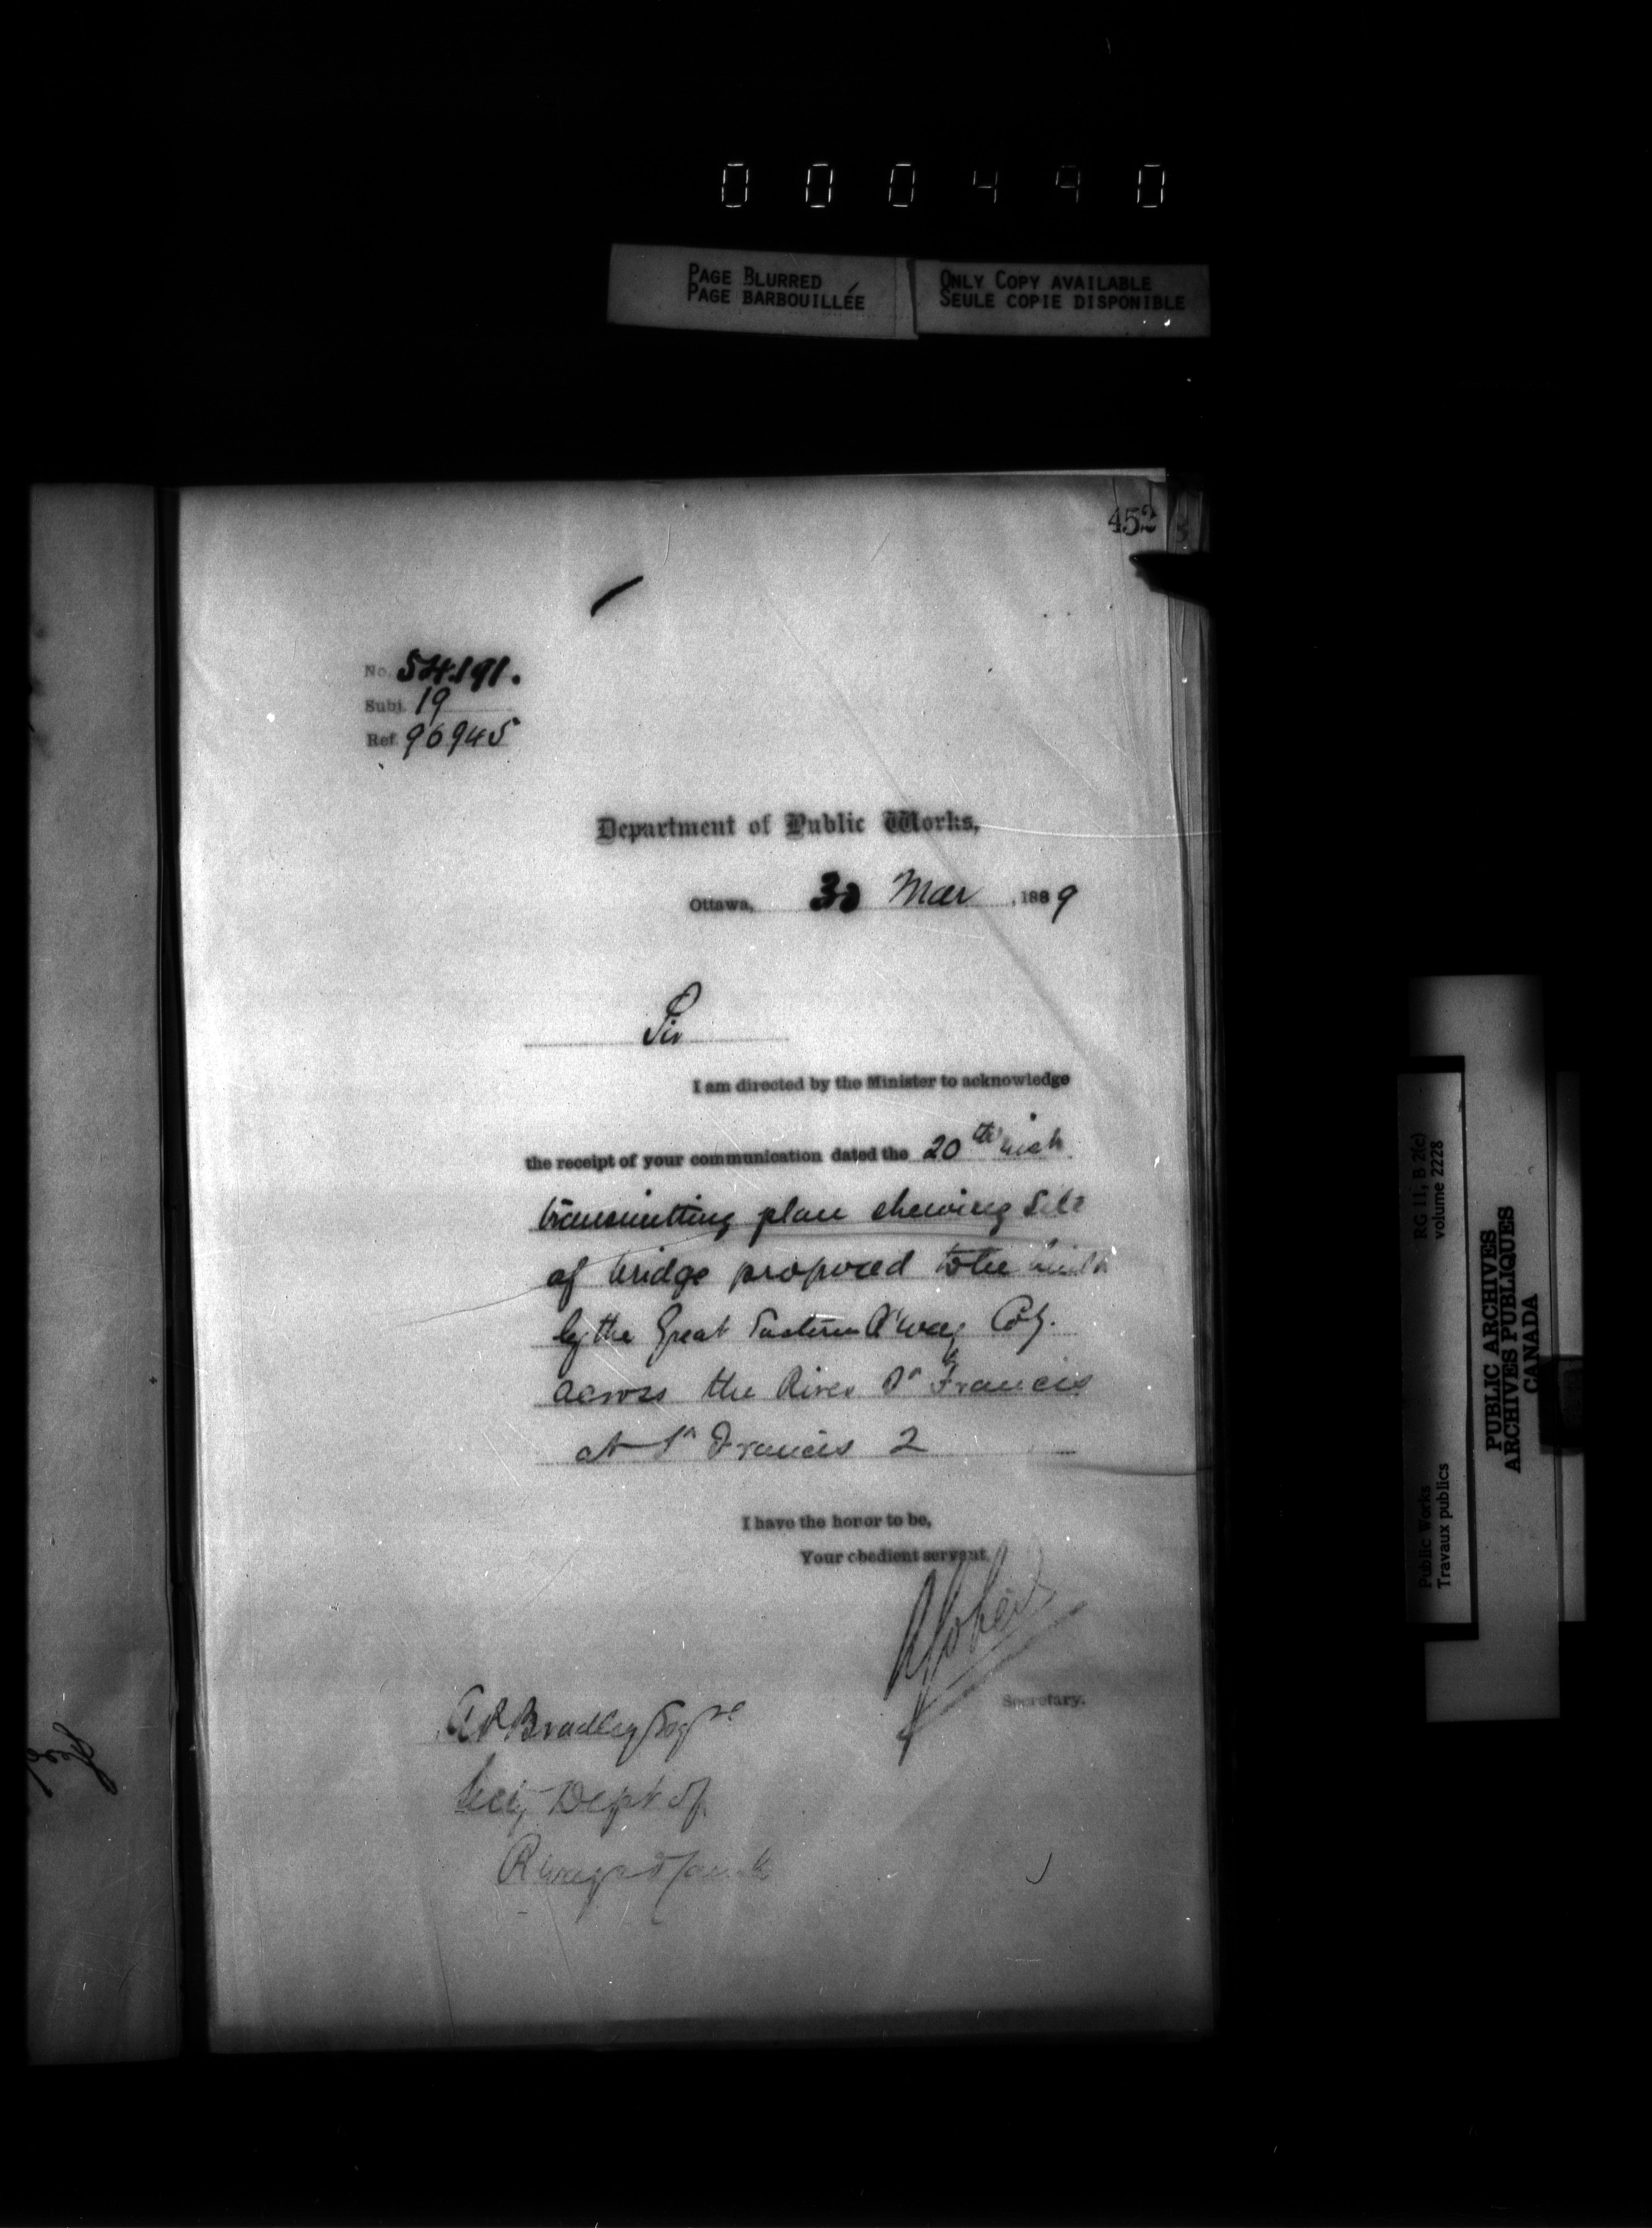 000490
PAGE BLURRED
PAGE BARBOUILLÉE
ONLY COPY AVAILABLE
SEULE COPIE DISPONIBLE
452
No. 54191.
Subj. 19
Ref. 96945
Department of Public Works,
Ottawa, 30 Mar , 1889
Sir
I am directed by the Minister to acknowledge
the receipt of your communication dated the 20th inst
transmitting plan shewing site
of bridge proposed to be built
by the Great Eastern R'way Coy.
across the River St Francis
at St Francis 2
I have the honor to be,
Your obedient servant,
Gobeil
Secretary.
A P Bradley Esqre
Secty Dept of
Rways &
RG 11, B 2(c)
volume 2228
Public Works
Travaux publics
PUBLIC ARCHIVES
ARCHIVES PUBLIQUES
CANADA